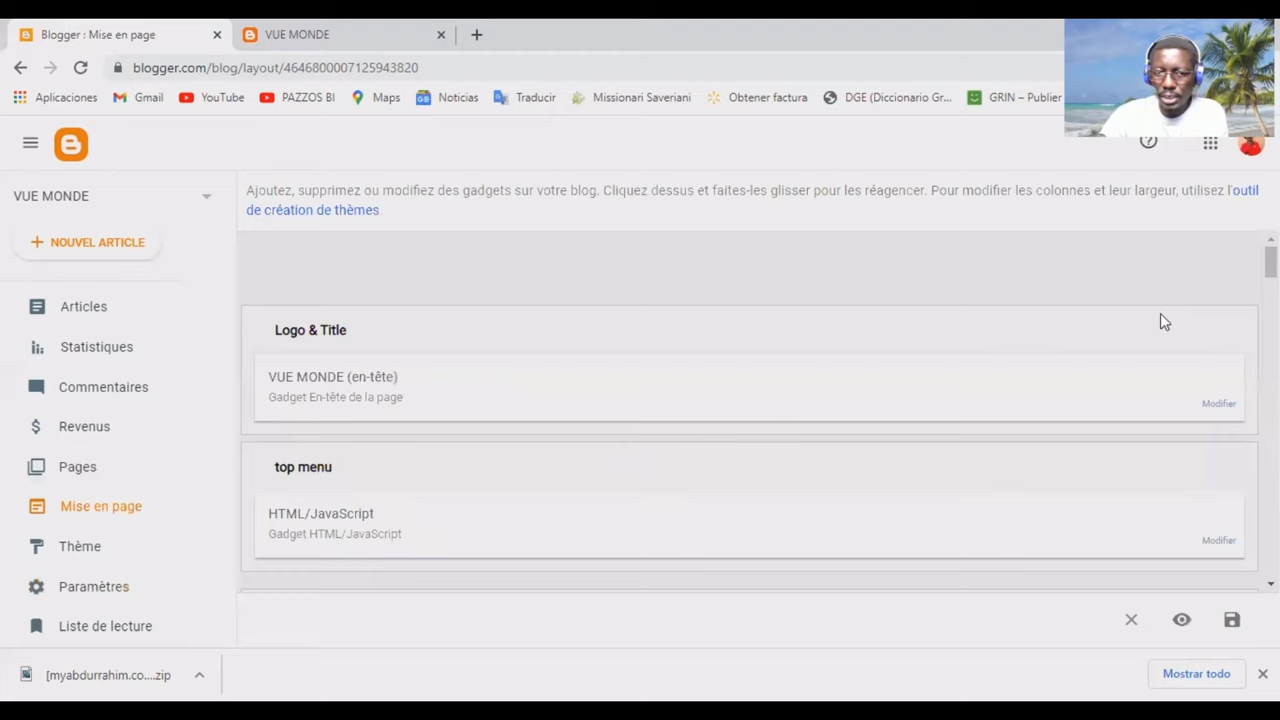 Blogger : Mise en page
VUE MONDE
blogger.com/blog/layout/4646800007125943820
Aplicaciones
Gmail
YouTube
PAZZOS BI
Maps
Noticias
Traducir
Missionari Saveriani
Obtener factura
DGE (Diccionario Gr...
GRIN – Publier
VUE MONDE
NOUVEL ARTICLE
Articles
Statistiques
Commentaires
Revenus
Pages
Mise en page
Thème
Paramètres
Liste de lecture
Ajoutez, supprimez ou modifiez des gadgets sur votre blog. Cliquez dessus et faites-les glisser pour les réagencer. Pour modifier les colonnes et leur largeur, utilisez l'outil
de création de thèmes.
Logo & Title
VUE MONDE (en-tête)
Gadget En-tête de la page
Modifier
top menu
HTML/JavaScript
Gadget HTML/JavaScript
Modifier
[myabdurrahim.co....zip
Mostrar todo